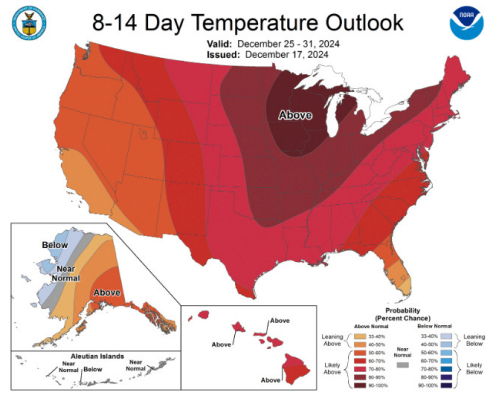 8-14 Day Temperature Outlook
Valid: December 25 - 31, 2024
Issued: December 17, 2024
NOAA
Above
Below
Near
Normal
Above
Aleutian Islands
Near
Normal
Below
Near
Normal
Above
Above
Above
Probability
(Percent Chance)
Above Normal
Below Normal
Leaning
Above
33-40%
40-50%
Likely
Above
50-60%
60-70%
70-80%
80-90%
90-100%
Near
Normal
33-40%
40-50%
Leaning
Below
50-60%
60-70%
70-80%
80-90%
90-100%
Likely
Below